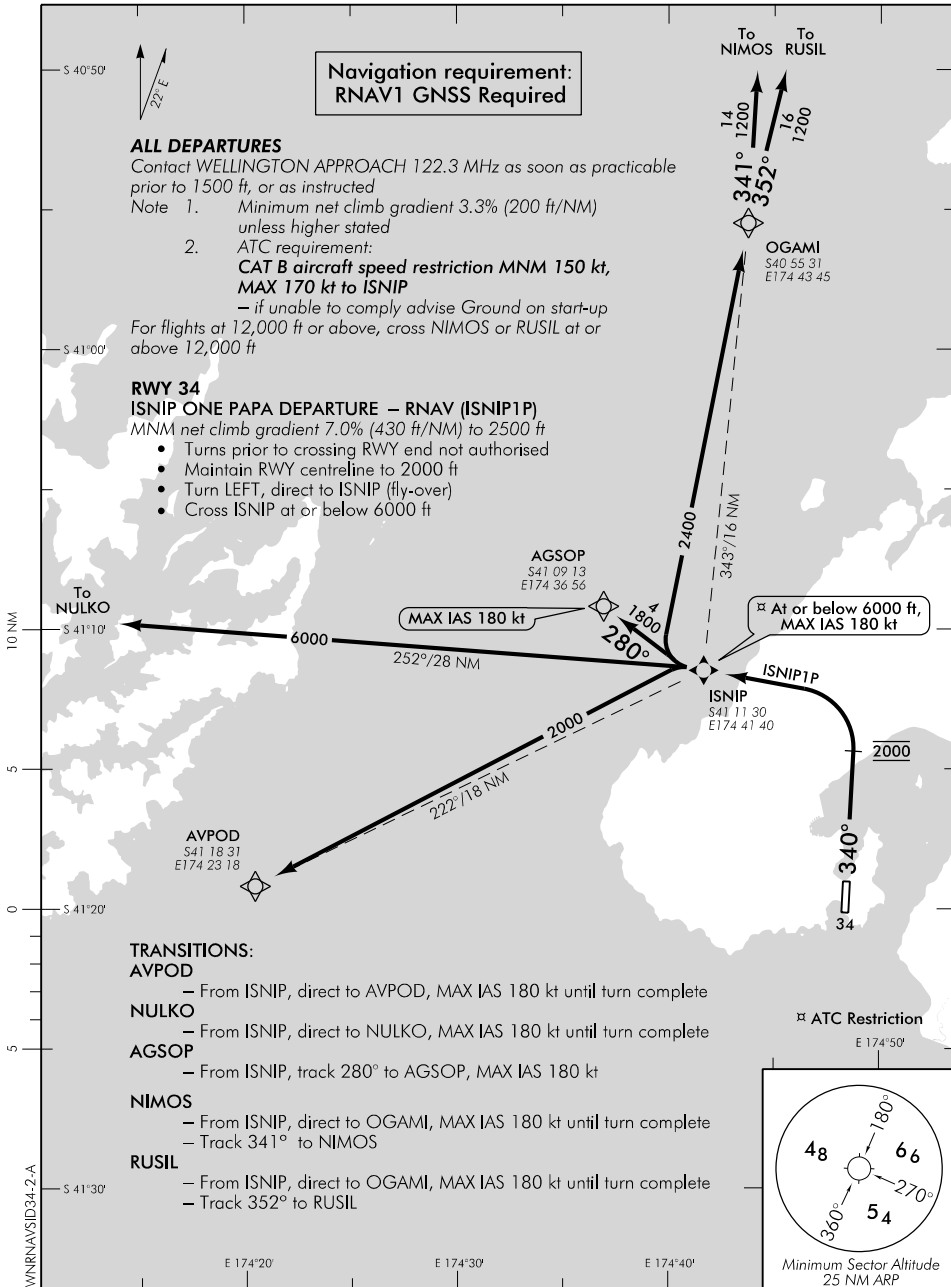 To
NIMOS
To
RUSIL
S 40°50'
22° E
Navigation requirement:
RNAV1 GNSS Required
14
1200
16
1200
341°
352°
ALL DEPARTURES
Contact WELLINGTON APPROACH 122.3 MHz as soon as practicable
prior to 1500 ft, or as instructed
Note 1. Minimum net climb gradient 3.3% (200 ft/NM)
unless higher stated
2. ATC requirement:
CAT B aircraft speed restriction MNM 150 kt,
MAX 170 kt to ISNIP
– if unable to comply advise Ground on start-up
For flights at 12,000 ft or above, cross NIMOS or RUSIL at or
above 12,000 ft
OGAMI
S40 55 31
E174 43 45
S 41°00'
RWY 34
ISNIP ONE PAPA DEPARTURE – RNAV (ISNIP1P)
MNM net climb gradient 7.0% (430 ft/NM) to 2500 ft
• Turns prior to crossing RWY end not authorised
• Maintain RWY centreline to 2000 ft
• Turn LEFT, direct to ISNIP (fly-over)
• Cross ISNIP at or below 6000 ft
2400
343°/16 NM
AGSOP
S41 09 13
E174 36 56
To
NULKO
MAX IAS 180 kt
4
1800
280°
¤ At or below 6000 ft,
MAX IAS 180 kt
10 NM
S 41°10'
6000
252°/28 NM
ISNIP1P
ISNIP
S41 11 30
E174 41 40
2000
2000
222°/18 NM
5
AVPOD
S41 18 31
E174 23 18
340°
34
0
S 41°20'
TRANSITIONS:
AVPOD
– From ISNIP, direct to AVPOD, MAX IAS 180 kt until turn complete
NULKO
– From ISNIP, direct to NULKO, MAX IAS 180 kt until turn complete
¤ ATC Restriction
E 174°50'
5
AGSOP
– From ISNIP, track 280° to AGSOP, MAX IAS 180 kt
NIMOS
– From ISNIP, direct to OGAMI, MAX IAS 180 kt until turn complete
– Track 341° to NIMOS
RUSIL
– From ISNIP, direct to OGAMI, MAX IAS 180 kt until turn complete
– Track 352° to RUSIL
S 41°30'
180°
48
66
270°
54
360°
Minimum Sector Altitude
25 NM ARP
E 174°20'
E 174°30'
E 174°40'
WNRNAVSID34-2-A